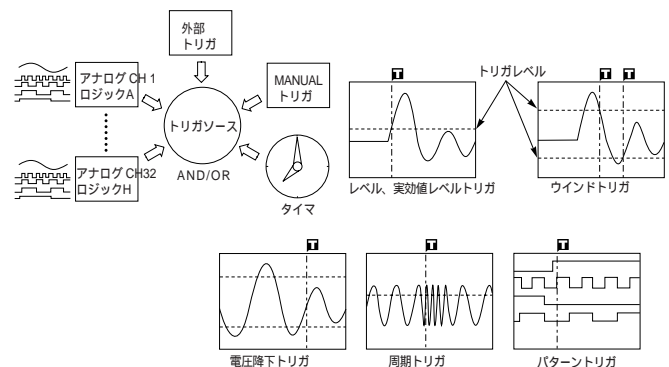 外部
トリガ
アナログ CH 1
ロジックA
MANUAL
トリガ
トリガソース
AND/OR
アナログ CH32
ロジックH
タイマ
T
トリガレベル
T
T
レベル、実効値レベルトリガ
ウインドトリガ
T
T
T
電圧降下トリガ
周期トリガ
パターントリガ